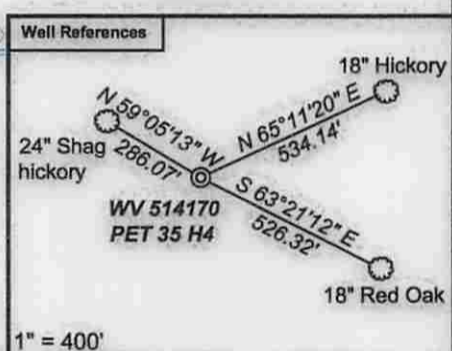 Well References
18" Hickory
N 59°05'13" W
286.07'
N 65°11'20" E
534.14'
24" Shag
hickory
WV 514170
PET 35 H4
S 63°21'12" E
526.32'
18" Red Oak
1" = 400'